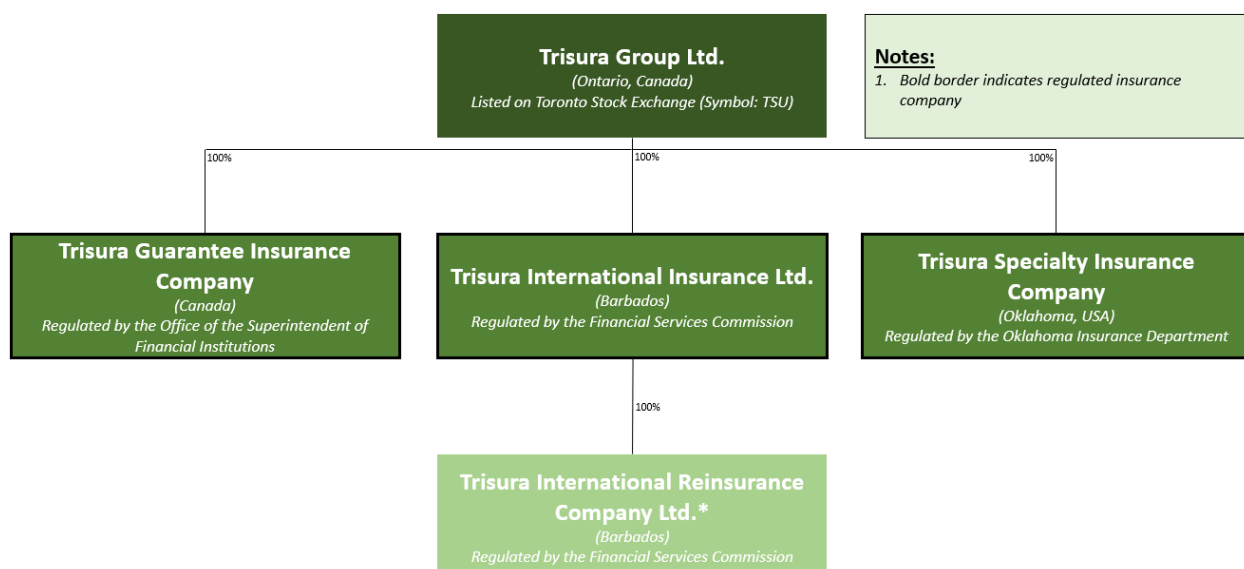 Trisura Group Ltd.
(Ontario, Canada)
Listed on Toronto Stock Exchange (Symbol: TSU)
Notes:
1. Bold border indicates regulated insurance
company
100%
100%
100%
Trisura Guarantee Insurance
Company
(Canada)
Regulated by the Office of the Superintendent of
Financial Institutions
Trisura International Insurance Ltd.
(Barbados)
Regulated by the Financial Services Commission
Trisura Specialty Insurance
Company
(Oklahoma, USA)
Regulated by the Oklahoma Insurance Department
100%
Trisura International Reinsurance
Company Ltd.*
(Barbados)
Regulated by the Financial Services Commission